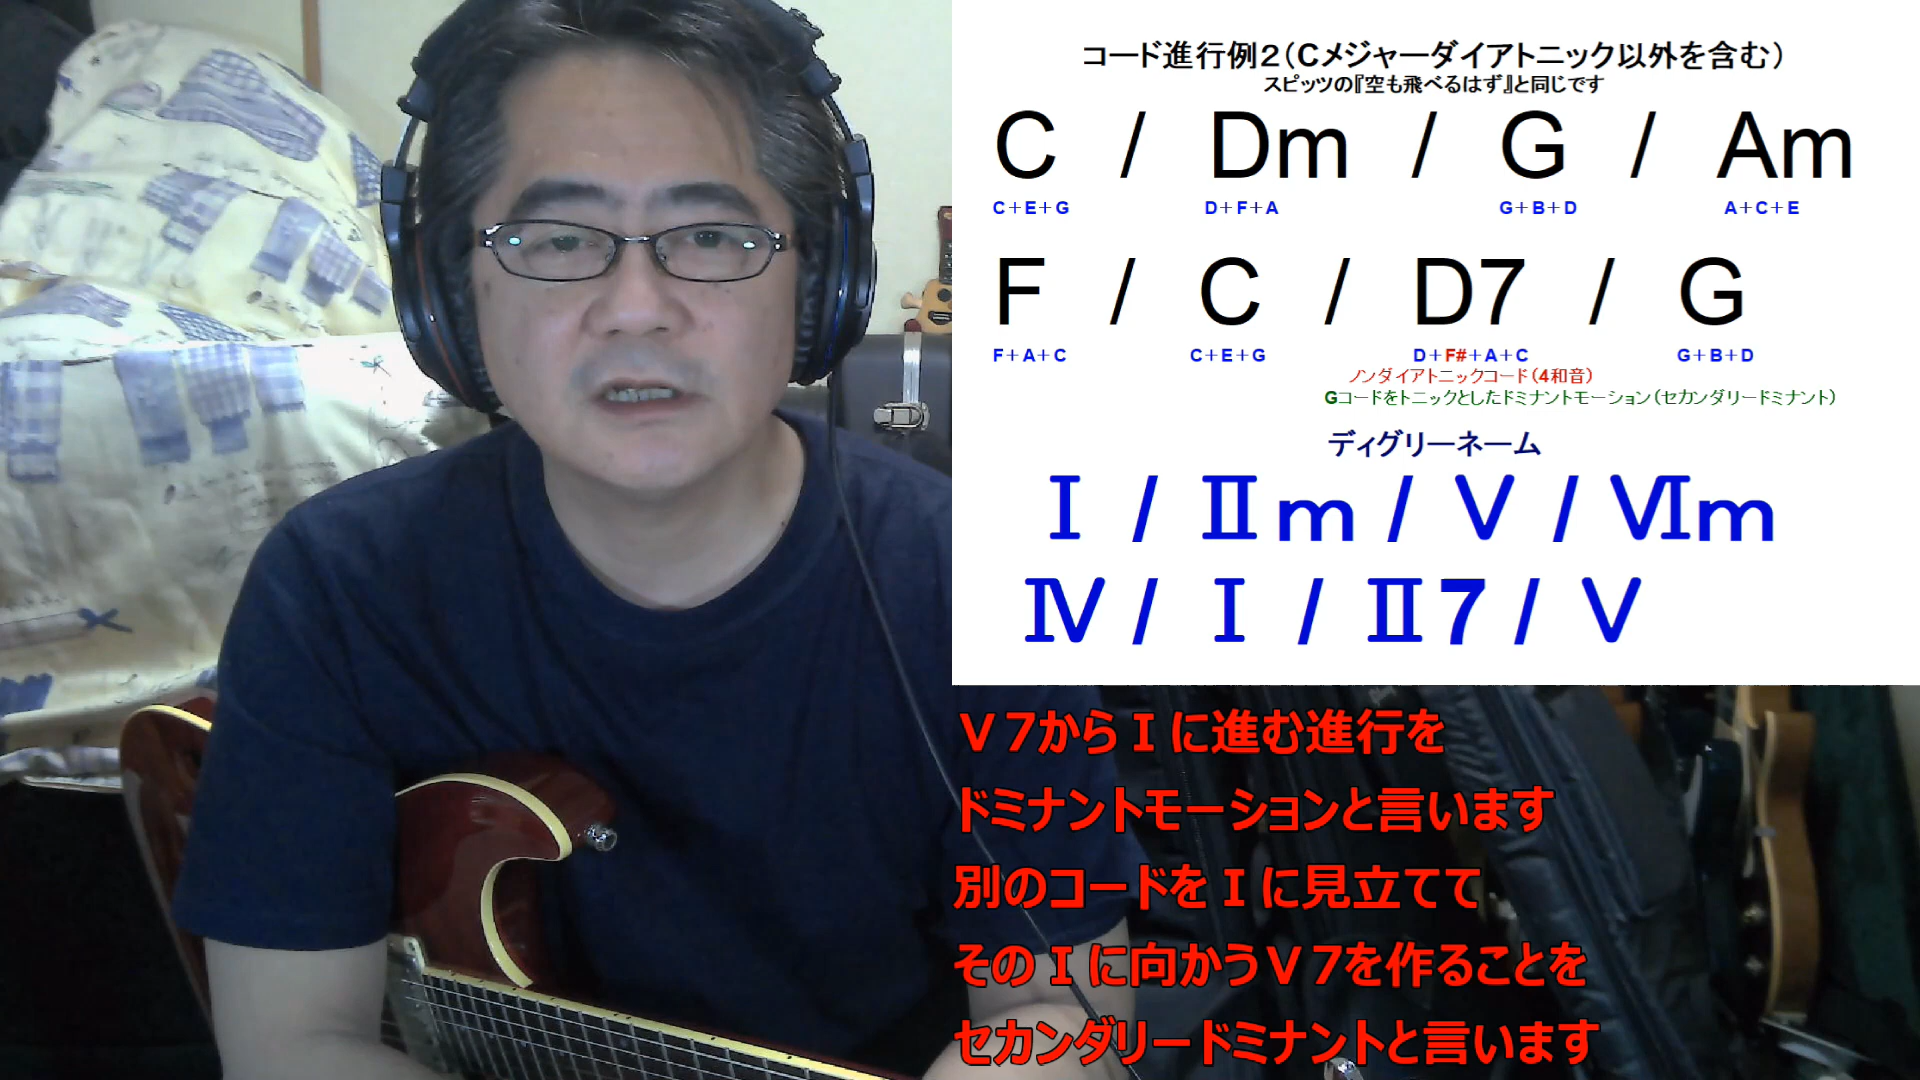 コード進行例2(Cメジャーダイアトニック以外を含む)
スピッツの『空も飛べるはず』と同じです
C / Dm / G / Am
C+E+G D+F+A G+B+D A+C+E
F / C / D7 / G
F+A+C C+E+G D+F#+A+C G+B+D
ノンダイアトニックコード(4和音)
Gコードをトニックとしたドミナントモーション(セカンダリードミナント)
ディグリーネーム
Ⅰ / Ⅱm / Ⅴ / Ⅵm
Ⅳ / Ⅰ / Ⅱ7 / Ⅴ
Ⅴ7からⅠに進む進行を
ドミナントモーションと言います
別のコードをⅠに見立てて
そのⅠに向かうⅤ7を作ることを
セカンダリードミナントと言います